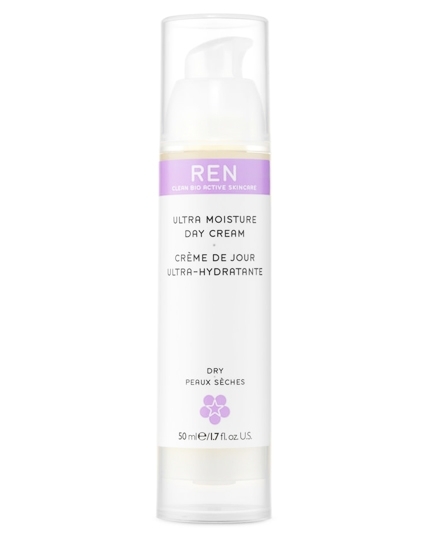 REN
CLEAN BIO ACTIVE SKINCARE
ULTRA MOISTURE
DAY CREAM
CRÈME DE JOUR
ULTRA-HYDRATANTE
DRY
PEAUX SÈCHES
50 ml℮/1.7 fl. oz. U.S.